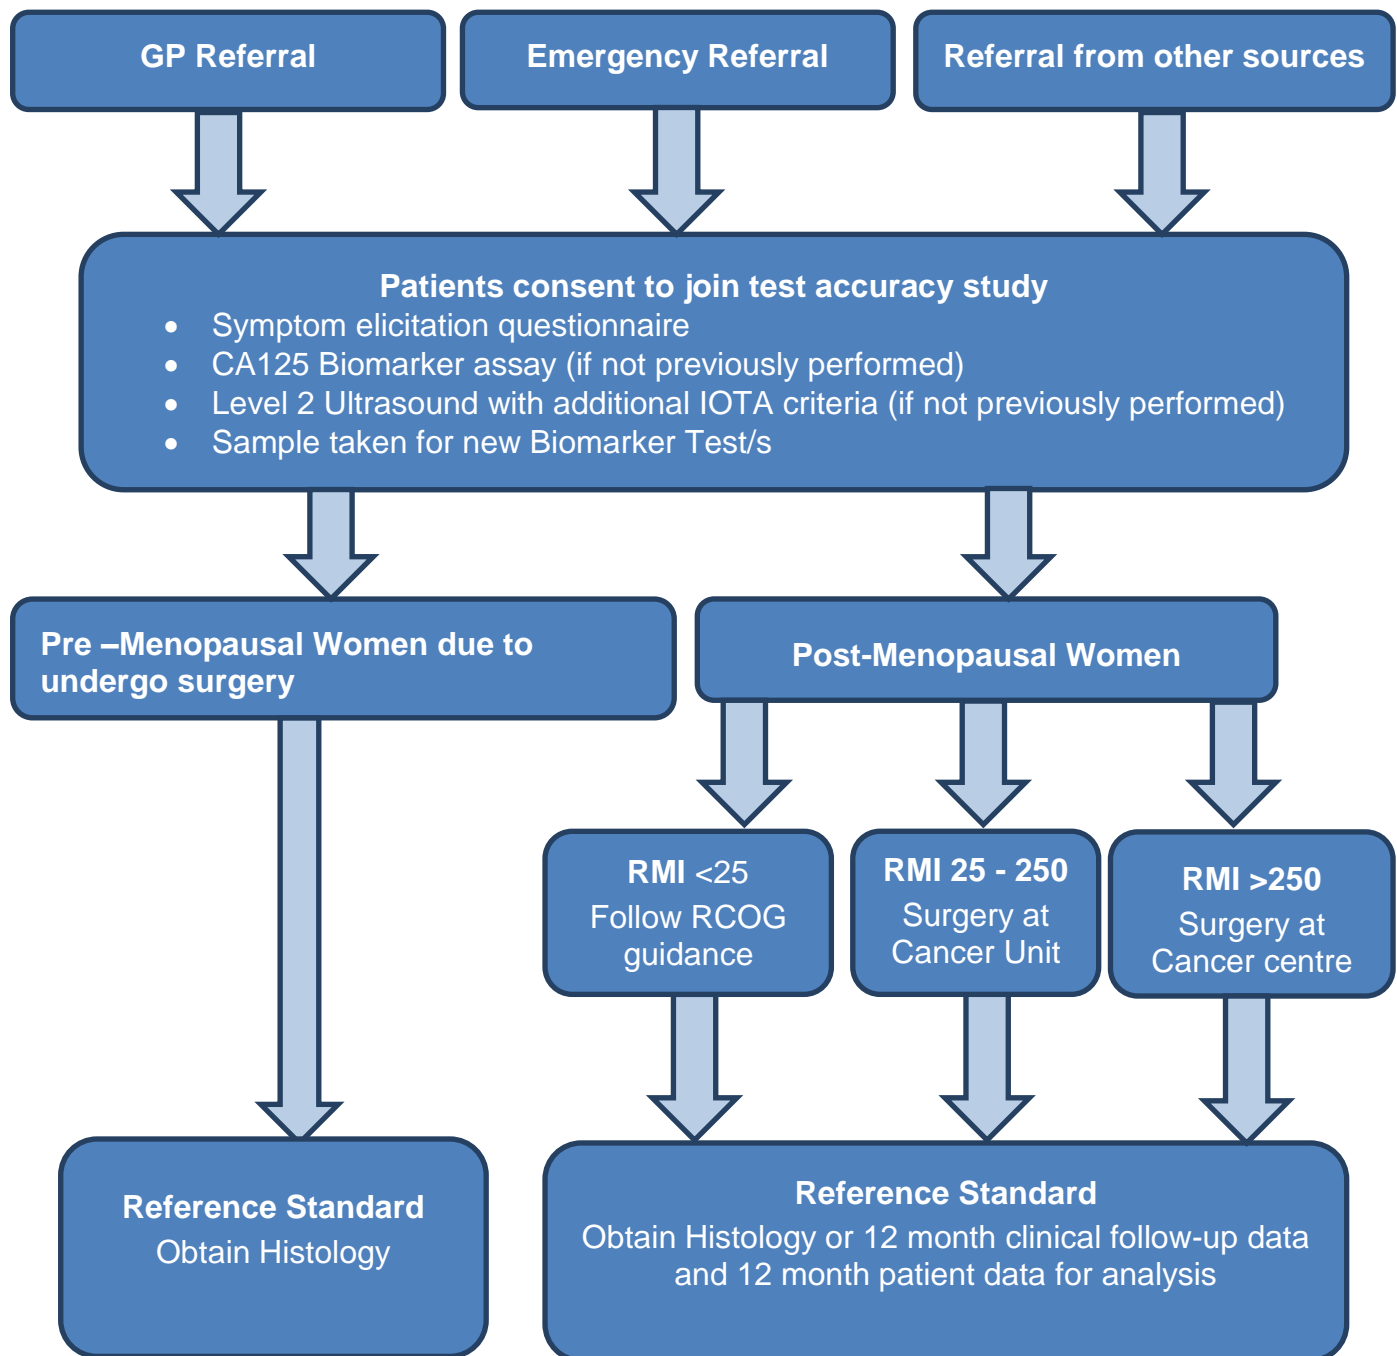 GP Referral
Emergency Referral
Referral from other sources
Patients consent to join test accuracy study
• Symptom elicitation questionnaire
• CA125 Biomarker assay (if not previously performed)
• Level 2 Ultrasound with additional IOTA criteria (if not previously performed)
• Sample taken for new Biomarker Test/s
Pre –Menopausal Women due to
undergo surgery
Post-Menopausal Women
RMI <25
Follow RCOG
guidance
RMI 25 - 250
Surgery at
Cancer Unit
RMI >250
Surgery at
Cancer centre
Reference Standard
Obtain Histology
Reference Standard
Obtain Histology or 12 month clinical follow-up data
and 12 month patient data for analysis